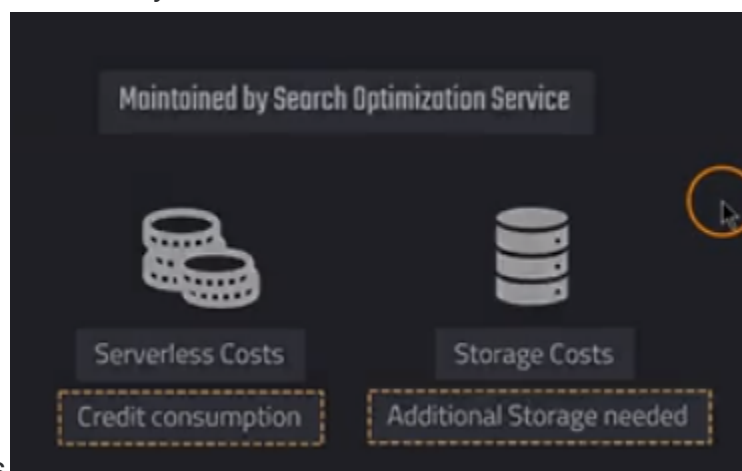 Maintained by Search Optimization Service
Serverless Costs
Storage Costs
Credit consumption
Additional Storage needed